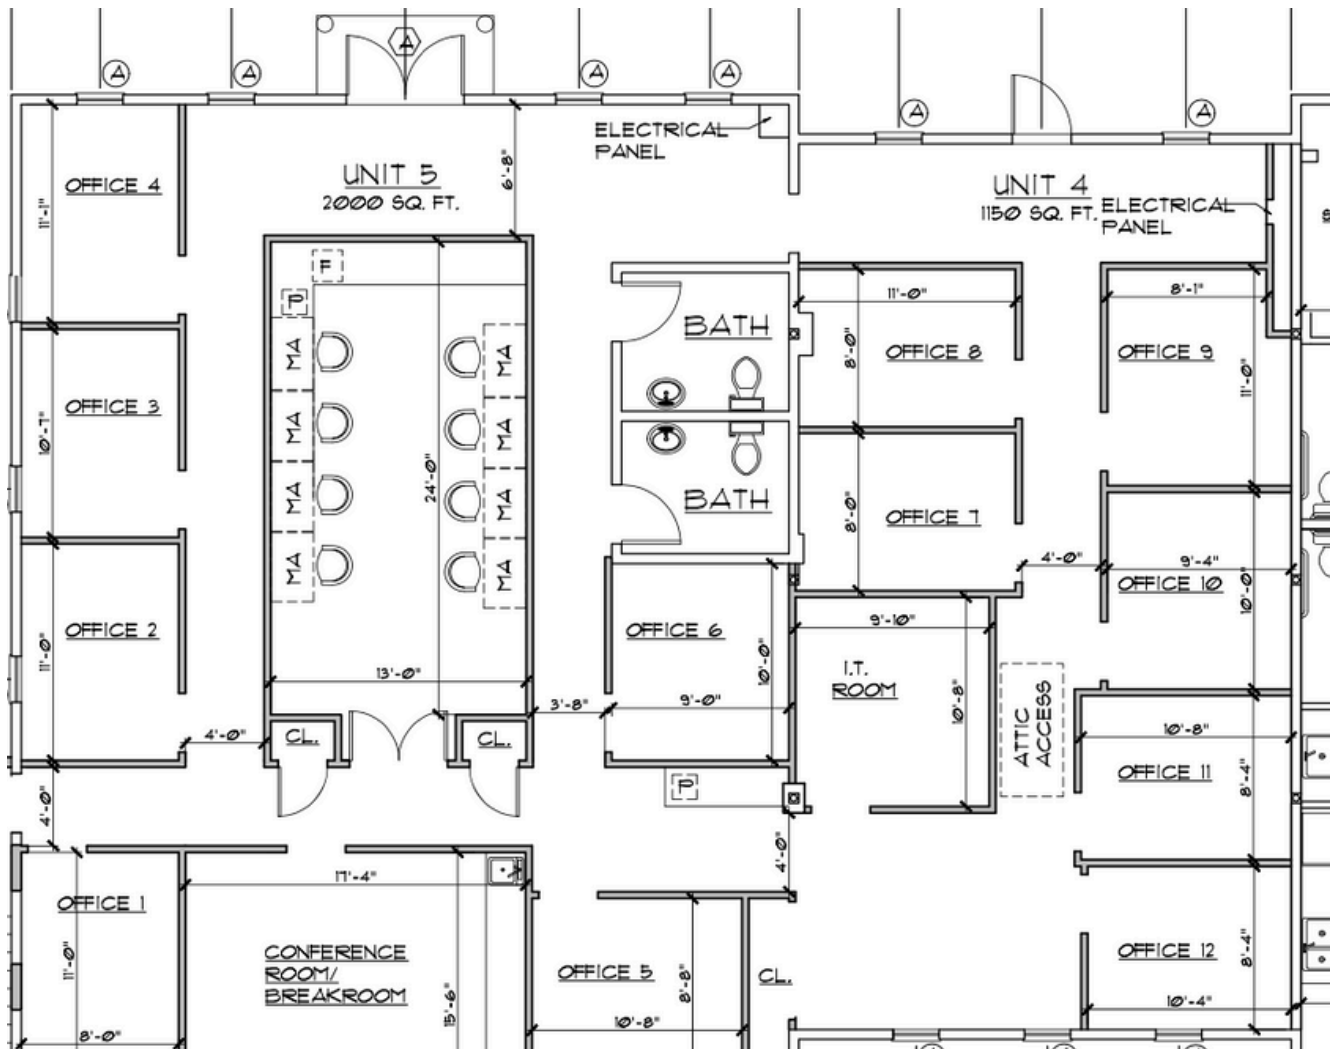 A
A
A
A
A
A
A
ELECTRICAL
PANEL
UNIT 5
2000 SQ. FT.
6'-8"
OFFICE 4
11'-1"
UNIT 4
1150 SQ. FT.
ELECTRICAL
PANEL
F
P
BATH
11'-0"
8'-1"
OFFICE 8
8'-0"
OFFICE 9
11'-0"
MA
MA
OFFICE 3
10'-7"
MA
MA
24'-0"
BATH
OFFICE 7
8'-0"
MA
MA
MA
MA
4'-0"
9'-4"
OFFICE 10
10'-0"
OFFICE 2
11'-0"
OFFICE 6
10'-0"
9'-10"
I.T.
ROOM
10'-8"
13'-0"
3'-8"
9'-0"
ATTIC
ACCESS
4'-0"
CL.
CL.
10'-8"
OFFICE 11
8'-4"
P
4'-0"
4'-0"
17'-4"
OFFICE 1
11'-0"
CONFERENCE
ROOM/
BREAKROOM
15'-6"
OFFICE 5
8'-8"
CL.
OFFICE 12
8'-4"
8'-0"
10'-8"
10'-4"